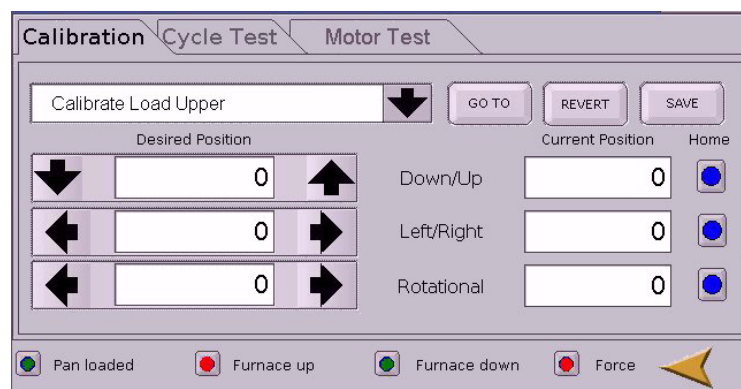 Calibration Cycle Test Motor Test
Calibrate Load Upper GO TO REVERT SAVE
Desired Position Current Position Home
0 Down/Up 0
0 Left/Right 0
0 Rotational 0
Pan loaded Furnace up Furnace down Force